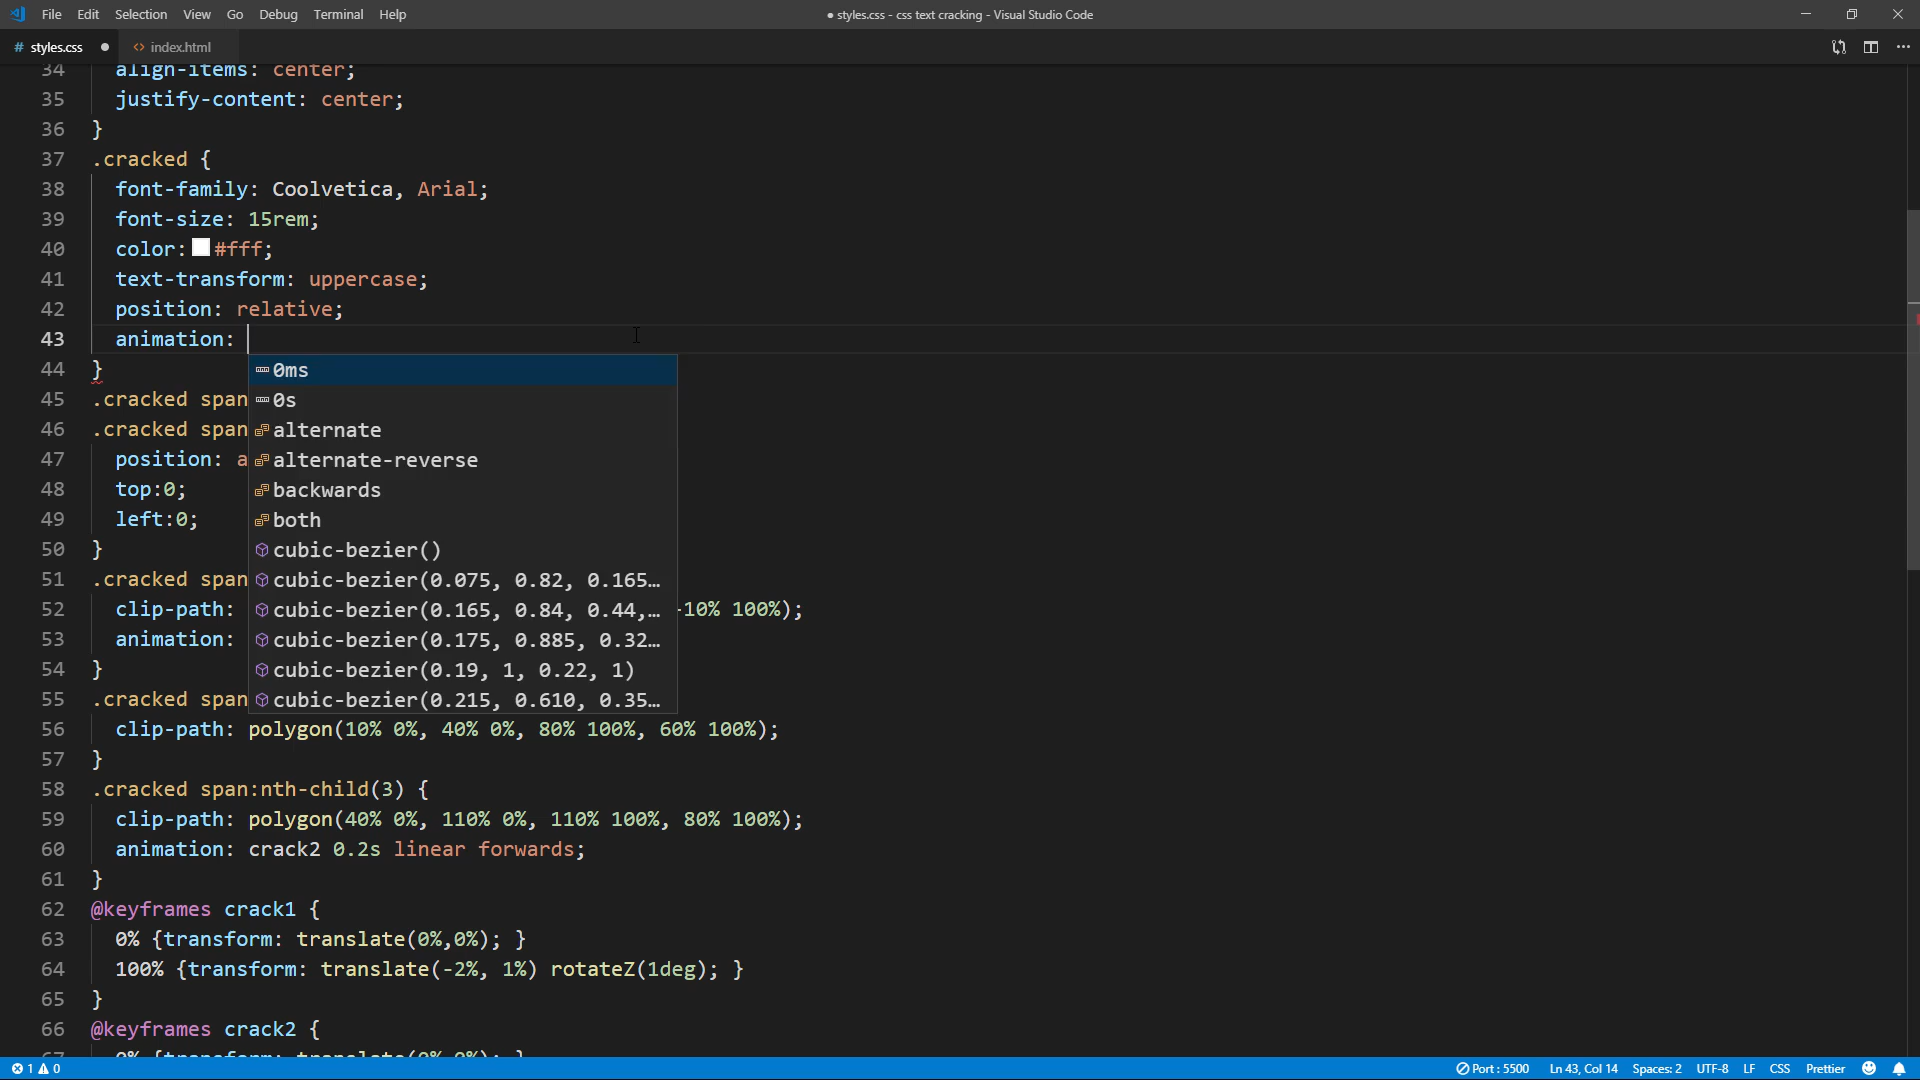 File Edit Selection View Go Debug Terminal Help ● styles.css - css text cracking - Visual Studio Code
# styles.css ● <> index.html
34 align-items: center;
35 justify-content: center;
36 }
37 .cracked {
38 font-family: Coolvetica, Arial;
39 font-size: 15rem;
40 color: #fff;
41 text-transform: uppercase;
42 position: relative;
43 animation:
44 }
0ms
45 .cracked span
0s
46 .cracked span
alternate
47 position: a
alternate-reverse
48 top:0;
backwards
49 left:0;
both
50 }
cubic-bezier()
51 .cracked span
cubic-bezier(0.075, 0.82, 0.165…
52 clip-path:
cubic-bezier(0.165, 0.84, 0.44,…
-10% 100%);
53 animation:
cubic-bezier(0.175, 0.885, 0.32…
54 }
cubic-bezier(0.19, 1, 0.22, 1)
55 .cracked span
cubic-bezier(0.215, 0.610, 0.35…
56 clip-path: polygon(10% 0%, 40% 0%, 80% 100%, 60% 100%);
57 }
58 .cracked span:nth-child(3) {
59 clip-path: polygon(40% 0%, 110% 0%, 110% 100%, 80% 100%);
60 animation: crack2 0.2s linear forwards;
61 }
62 @keyframes crack1 {
63 0% {transform: translate(0%,0%); }
64 100% {transform: translate(-2%, 1%) rotateZ(1deg); }
65 }
66 @keyframes crack2 {
67 0% {transform: translate(0%,0%); }
1 0 Port : 5500 Ln 43, Col 14 Spaces: 2 UTF-8 LF CSS Prettier